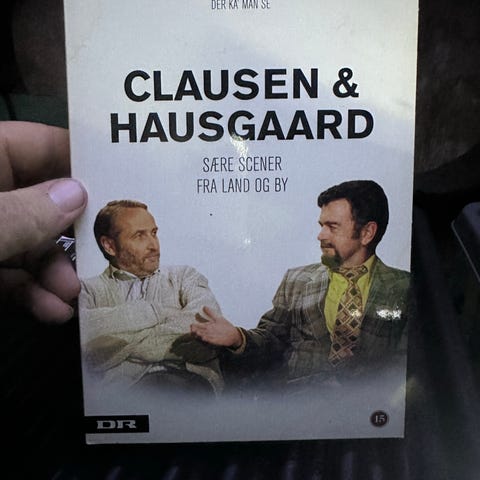 DER KA' MAN SE
CLAUSEN &
HAUSGAARD
SÆRE SCENER
FRA LAND OG BY
DR
15